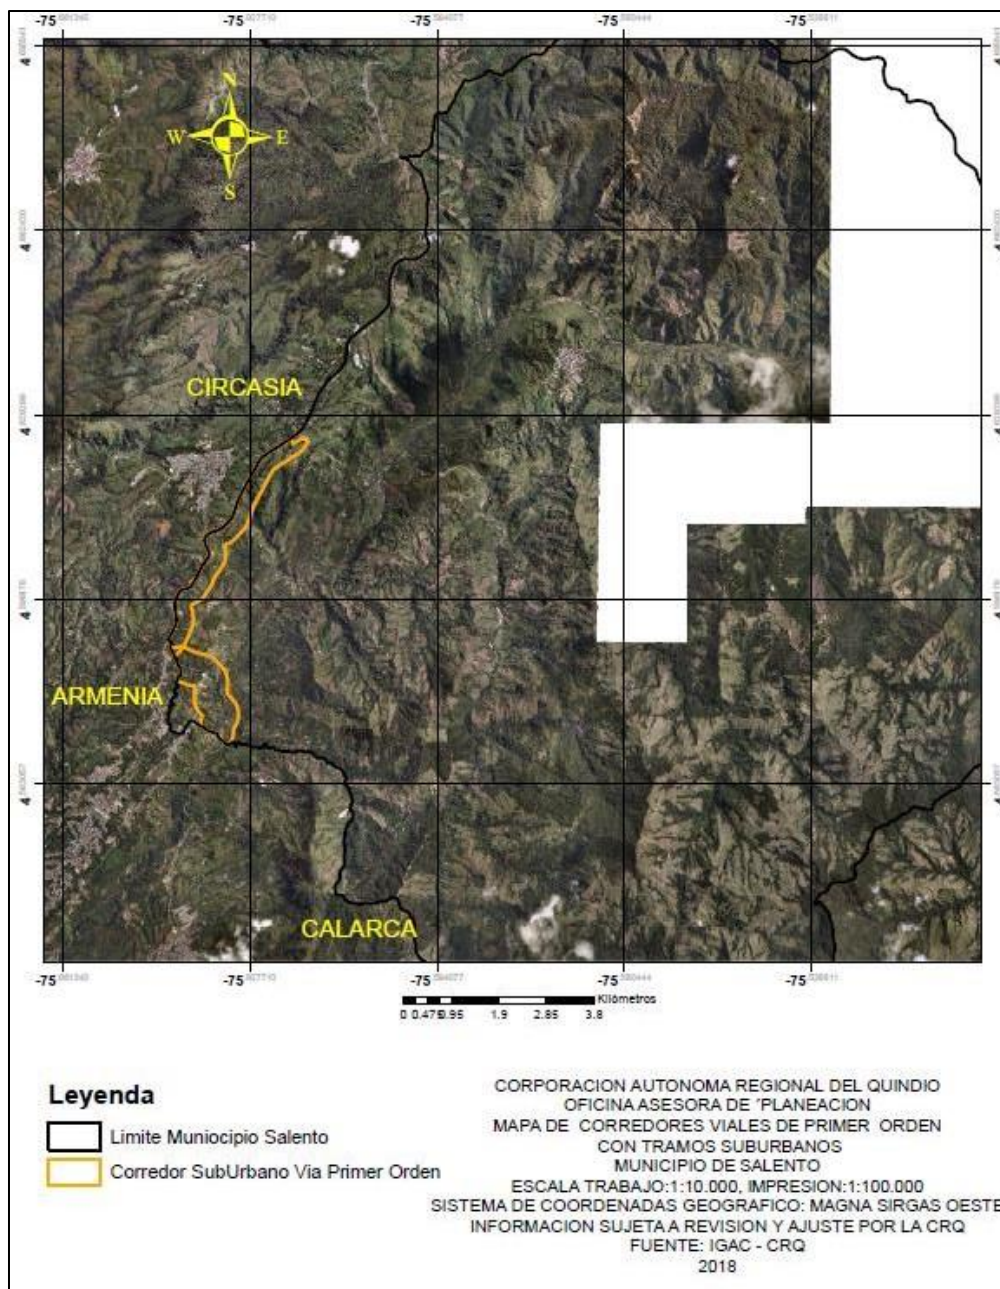 -75 -75 -75 -75 -75
N
W E
S
CIRCASIA
ARMENIA
CALARCA
-75 -75 -75 -75 -75
Kilómetros
0 0.475 0.95 1.9 2.85 3.8
Leyenda
Limite Muniocipio Salento
Corredor SubUrbano Via Primer Orden
CORPORACION AUTONOMA REGIONAL DEL QUINDIO
OFICINA ASESORA DE ´PLANEACION
MAPA DE CORREDORES VIALES DE PRIMER ORDEN
CON TRAMOS SUBURBANOS
MUNICIPIO DE SALENTO
ESCALA TRABAJO:1:10.000, IMPRESION:1:100.000
SISTEMA DE COORDENADAS GEOGRAFICO: MAGNA SIRGAS OESTE
INFORMACION SUJETA A REVISION Y AJUSTE POR LA CRQ
FUENTE: IGAC - CRQ
2018